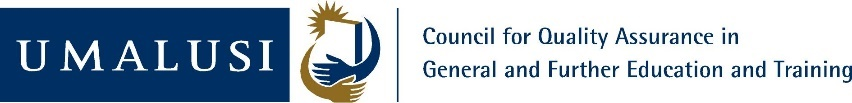 UMALUSI
Council for Quality Assurance in
General and Further Education and Training